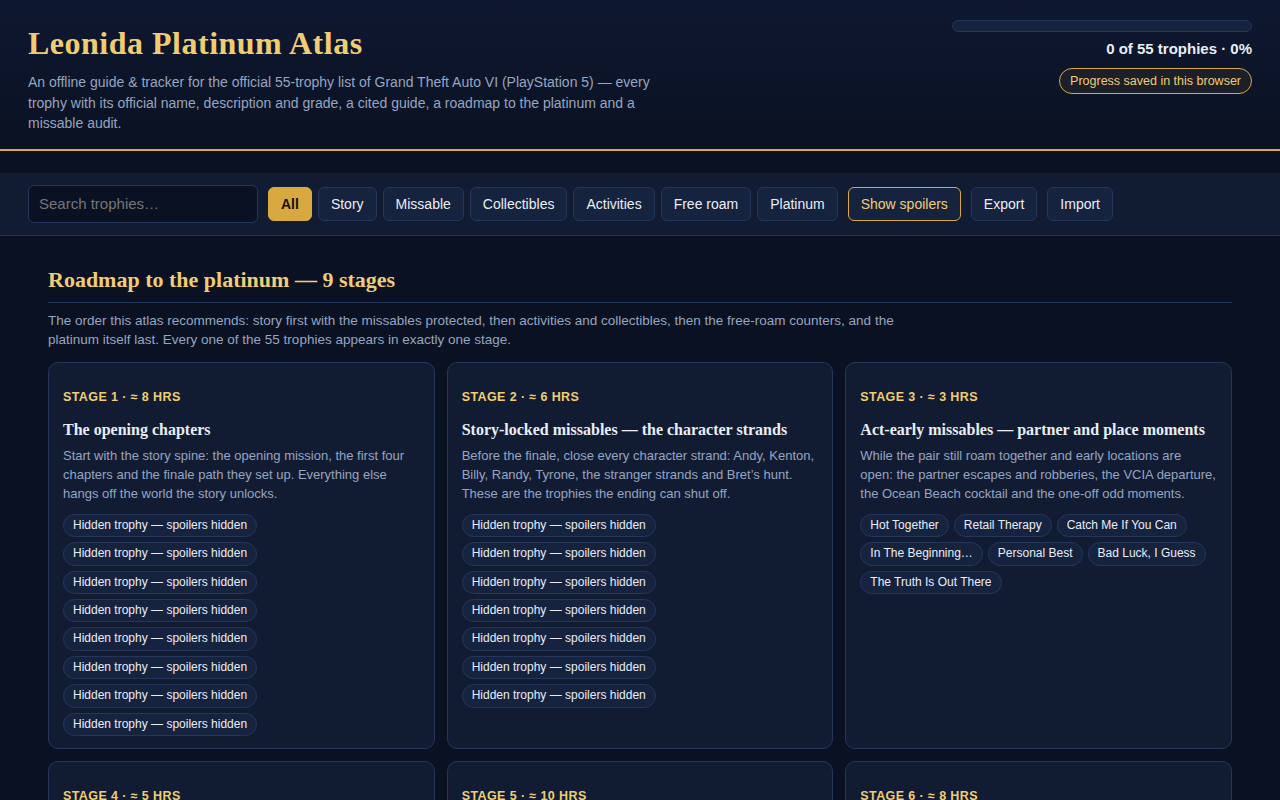 Leonida Platinum Atlas
An offline guide & tracker for the official 55-trophy list of Grand Theft Auto VI (PlayStation 5) — every
trophy with its official name, description and grade, a cited guide, a roadmap to the platinum and a
missable audit.
0 of 55 trophies · 0%
Progress saved in this browser
Search trophies…
All
Story
Missable
Collectibles
Activities
Free roam
Platinum
Show spoilers
Export
Import
Roadmap to the platinum — 9 stages
The order this atlas recommends: story first with the missables protected, then activities and collectibles, then the free-roam counters, and the
platinum itself last. Every one of the 55 trophies appears in exactly one stage.
STAGE 1 · ≈ 8 HRS
The opening chapters
Start with the story spine: the opening mission, the first four
chapters and the finale path they set up. Everything else
hangs off the world the story unlocks.
Hidden trophy — spoilers hidden
Hidden trophy — spoilers hidden
Hidden trophy — spoilers hidden
Hidden trophy — spoilers hidden
Hidden trophy — spoilers hidden
Hidden trophy — spoilers hidden
Hidden trophy — spoilers hidden
Hidden trophy — spoilers hidden
STAGE 2 · ≈ 6 HRS
Story-locked missables — the character strands
Before the finale, close every character strand: Andy, Kenton,
Billy, Randy, Tyrone, the stranger strands and Bret's hunt.
These are the trophies the ending can shut off.
Hidden trophy — spoilers hidden
Hidden trophy — spoilers hidden
Hidden trophy — spoilers hidden
Hidden trophy — spoilers hidden
Hidden trophy — spoilers hidden
Hidden trophy — spoilers hidden
Hidden trophy — spoilers hidden
STAGE 3 · ≈ 3 HRS
Act-early missables — partner and place moments
While the pair still roam together and early locations are
open: the partner escapes and robberies, the VCIA departure,
the Ocean Beach cocktail and the one-off odd moments.
Hot Together
Retail Therapy
Catch Me If You Can
In The Beginning…
Personal Best
Bad Luck, I Guess
The Truth Is Out There
STAGE 4 · ≈ 5 HRS
STAGE 5 · ≈ 10 HRS
STAGE 6 · ≈ 8 HRS